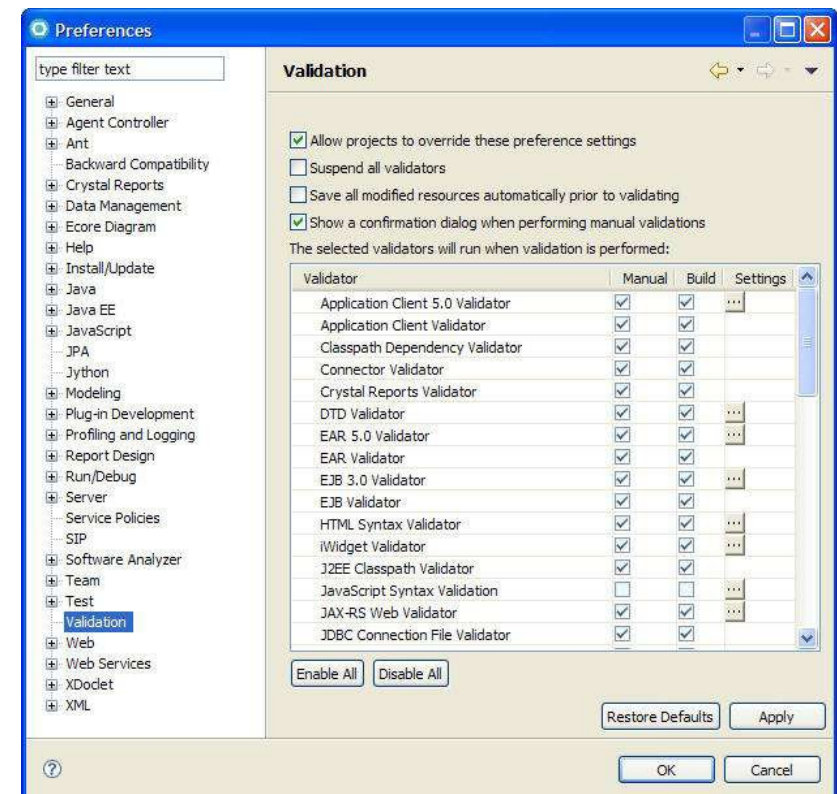 Preferences
type filter text
General
Agent Controller
Ant
Backward Compatibility
Crystal Reports
Data Management
Ecore Diagram
Help
Install/Update
Java
Java EE
JavaScript
JPA
Jython
Modeling
Plug-in Development
Profiling and Logging
Report Design
Run/Debug
Server
Service Policies
SIP
Software Analyzer
Team
Test
Validation
Web
Web Services
XDoclet
XML
Validation
Allow projects to override these preference settings
Suspend all validators
Save all modified resources automatically prior to validating
Show a confirmation dialog when performing manual validations
The selected validators will run when validation is performed:
Validator Manual Build Settings
Application Client 5.0 Validator ...
Application Client Validator
Classpath Dependency Validator
Connector Validator
Crystal Reports Validator
DTD Validator ...
EAR 5.0 Validator ...
EAR Validator
EJB 3.0 Validator ...
EJB Validator
HTML Syntax Validator ...
iWidget Validator ...
J2EE Classpath Validator
JavaScript Syntax Validation ...
JAX-RS Web Validator ...
JDBC Connection File Validator
Enable All Disable All
Restore Defaults Apply
? OK Cancel